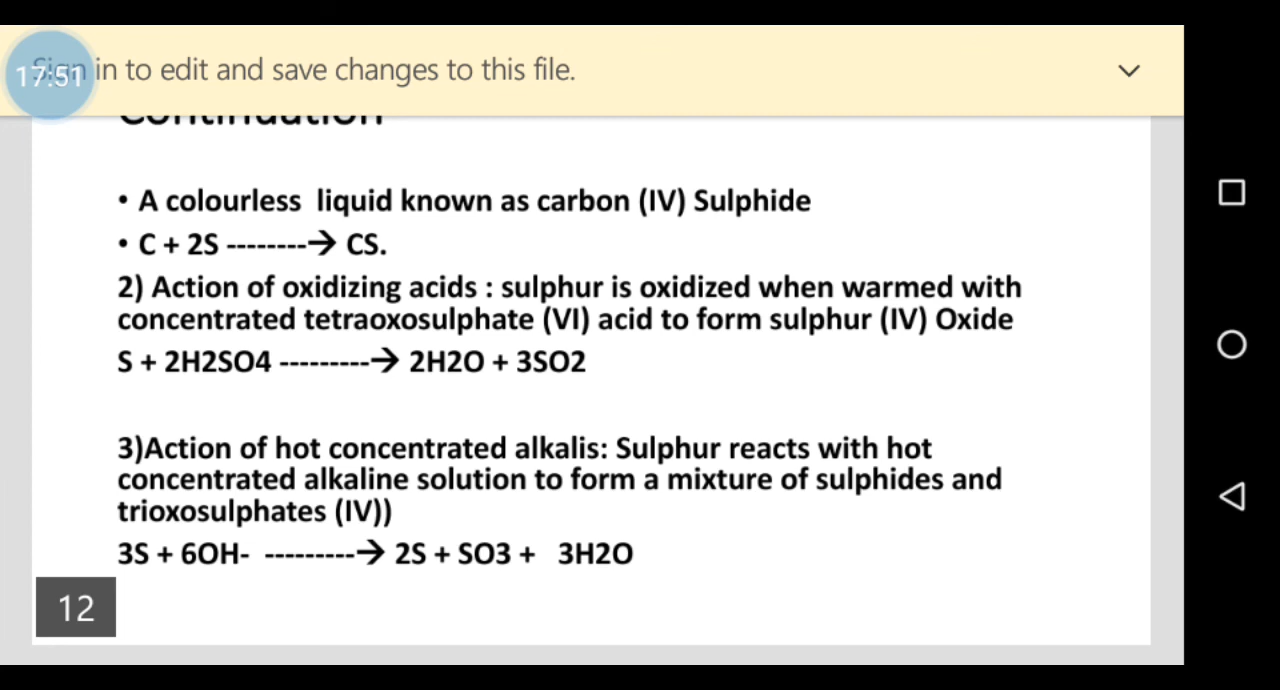 Sign in to edit and save changes to this file.
17:51
Continuation
• A colourless liquid known as carbon (IV) Sulphide
• C + 2S --------→ CS.
2) Action of oxidizing acids : sulphur is oxidized when warmed with
concentrated tetraoxosulphate (VI) acid to form sulphur (IV) Oxide
S + 2H2SO4 ---------→ 2H2O + 3SO2
3)Action of hot concentrated alkalis: Sulphur reacts with hot
concentrated alkaline solution to form a mixture of sulphides and
trioxosulphates (IV))
3S + 6OH- ---------→ 2S + SO3 + 3H2O
12